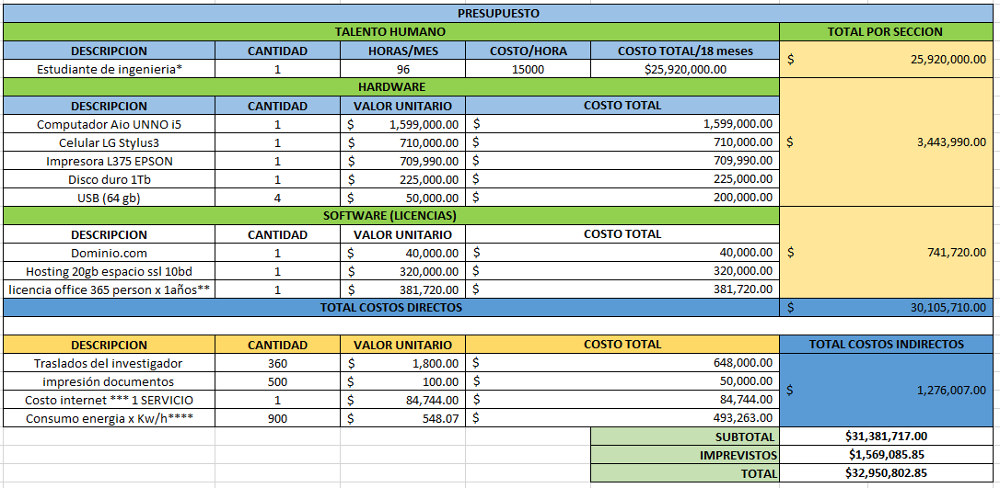 PRESUPUESTO
TALENTO HUMANO TOTAL POR SECCION
DESCRIPCION CANTIDAD HORAS/MES COSTO/HORA COSTO TOTAL/18 meses
Estudiante de ingenieria* 1 96 15000 $25,920,000.00 $ 25,920,000.00
HARDWARE
DESCRIPCION CANTIDAD VALOR UNITARIO COSTO TOTAL
Computador Aio UNNO i5 1 $ 1,599,000.00 $ 1,599,000.00
Celular LG Stylus3 1 $ 710,000.00 $ 710,000.00 $ 3,443,990.00
Impresora L375 EPSON 1 $ 709,990.00 $ 709,990.00
Disco duro 1Tb 1 $ 225,000.00 $ 225,000.00
USB (64 gb) 4 $ 50,000.00 $ 200,000.00
SOFTWARE (LICENCIAS)
DESCRIPCION CANTIDAD VALOR UNITARIO COSTO TOTAL
Dominio.com 1 $ 40,000.00 $ 40,000.00 $ 741,720.00
Hosting 20gb espacio ssl 10bd 1 $ 320,000.00 $ 320,000.00
licencia office 365 person x 1años** 1 $ 381,720.00 $ 381,720.00
TOTAL COSTOS DIRECTOS $ 30,105,710.00
DESCRIPCION CANTIDAD VALOR UNITARIO COSTO TOTAL TOTAL COSTOS INDIRECTOS
Traslados del investigador 360 $ 1,800.00 $ 648,000.00
impresión documentos 500 $ 100.00 $ 50,000.00 $ 1,276,007.00
Costo internet *** 1 SERVICIO 1 $ 84,744.00 $ 84,744.00
Consumo energia x Kw/h**** 900 $ 548.07 $ 493,263.00
SUBTOTAL $31,381,717.00
IMPREVISTOS $1,569,085.85
TOTAL $32,950,802.85